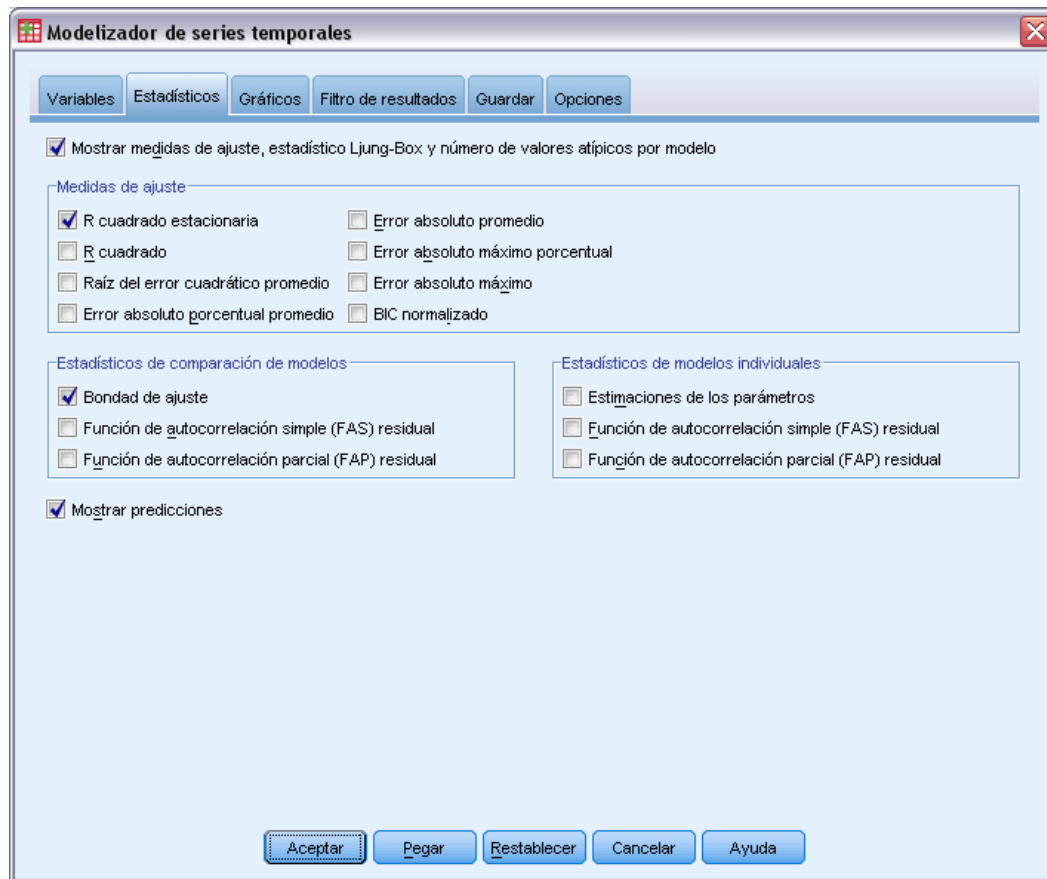 Modelizador de series temporales
Variables Estadísticos Gráficos Filtro de resultados Guardar Opciones
Mostrar medidas de ajuste, estadístico Ljung-Box y número de valores atípicos por modelo
Medidas de ajuste
R cuadrado estacionaria
R cuadrado
Raíz del error cuadrático promedio
Error absoluto porcentual promedio
Error absoluto promedio
Error absoluto máximo porcentual
Error absoluto máximo
BIC normalizado
Estadísticos de comparación de modelos
Bondad de ajuste
Función de autocorrelación simple (FAS) residual
Función de autocorrelación parcial (FAP) residual
Estadísticos de modelos individuales
Estimaciones de los parámetros
Función de autocorrelación simple (FAS) residual
Función de autocorrelación parcial (FAP) residual
Mostrar predicciones
Aceptar Pegar Restablecer Cancelar Ayuda